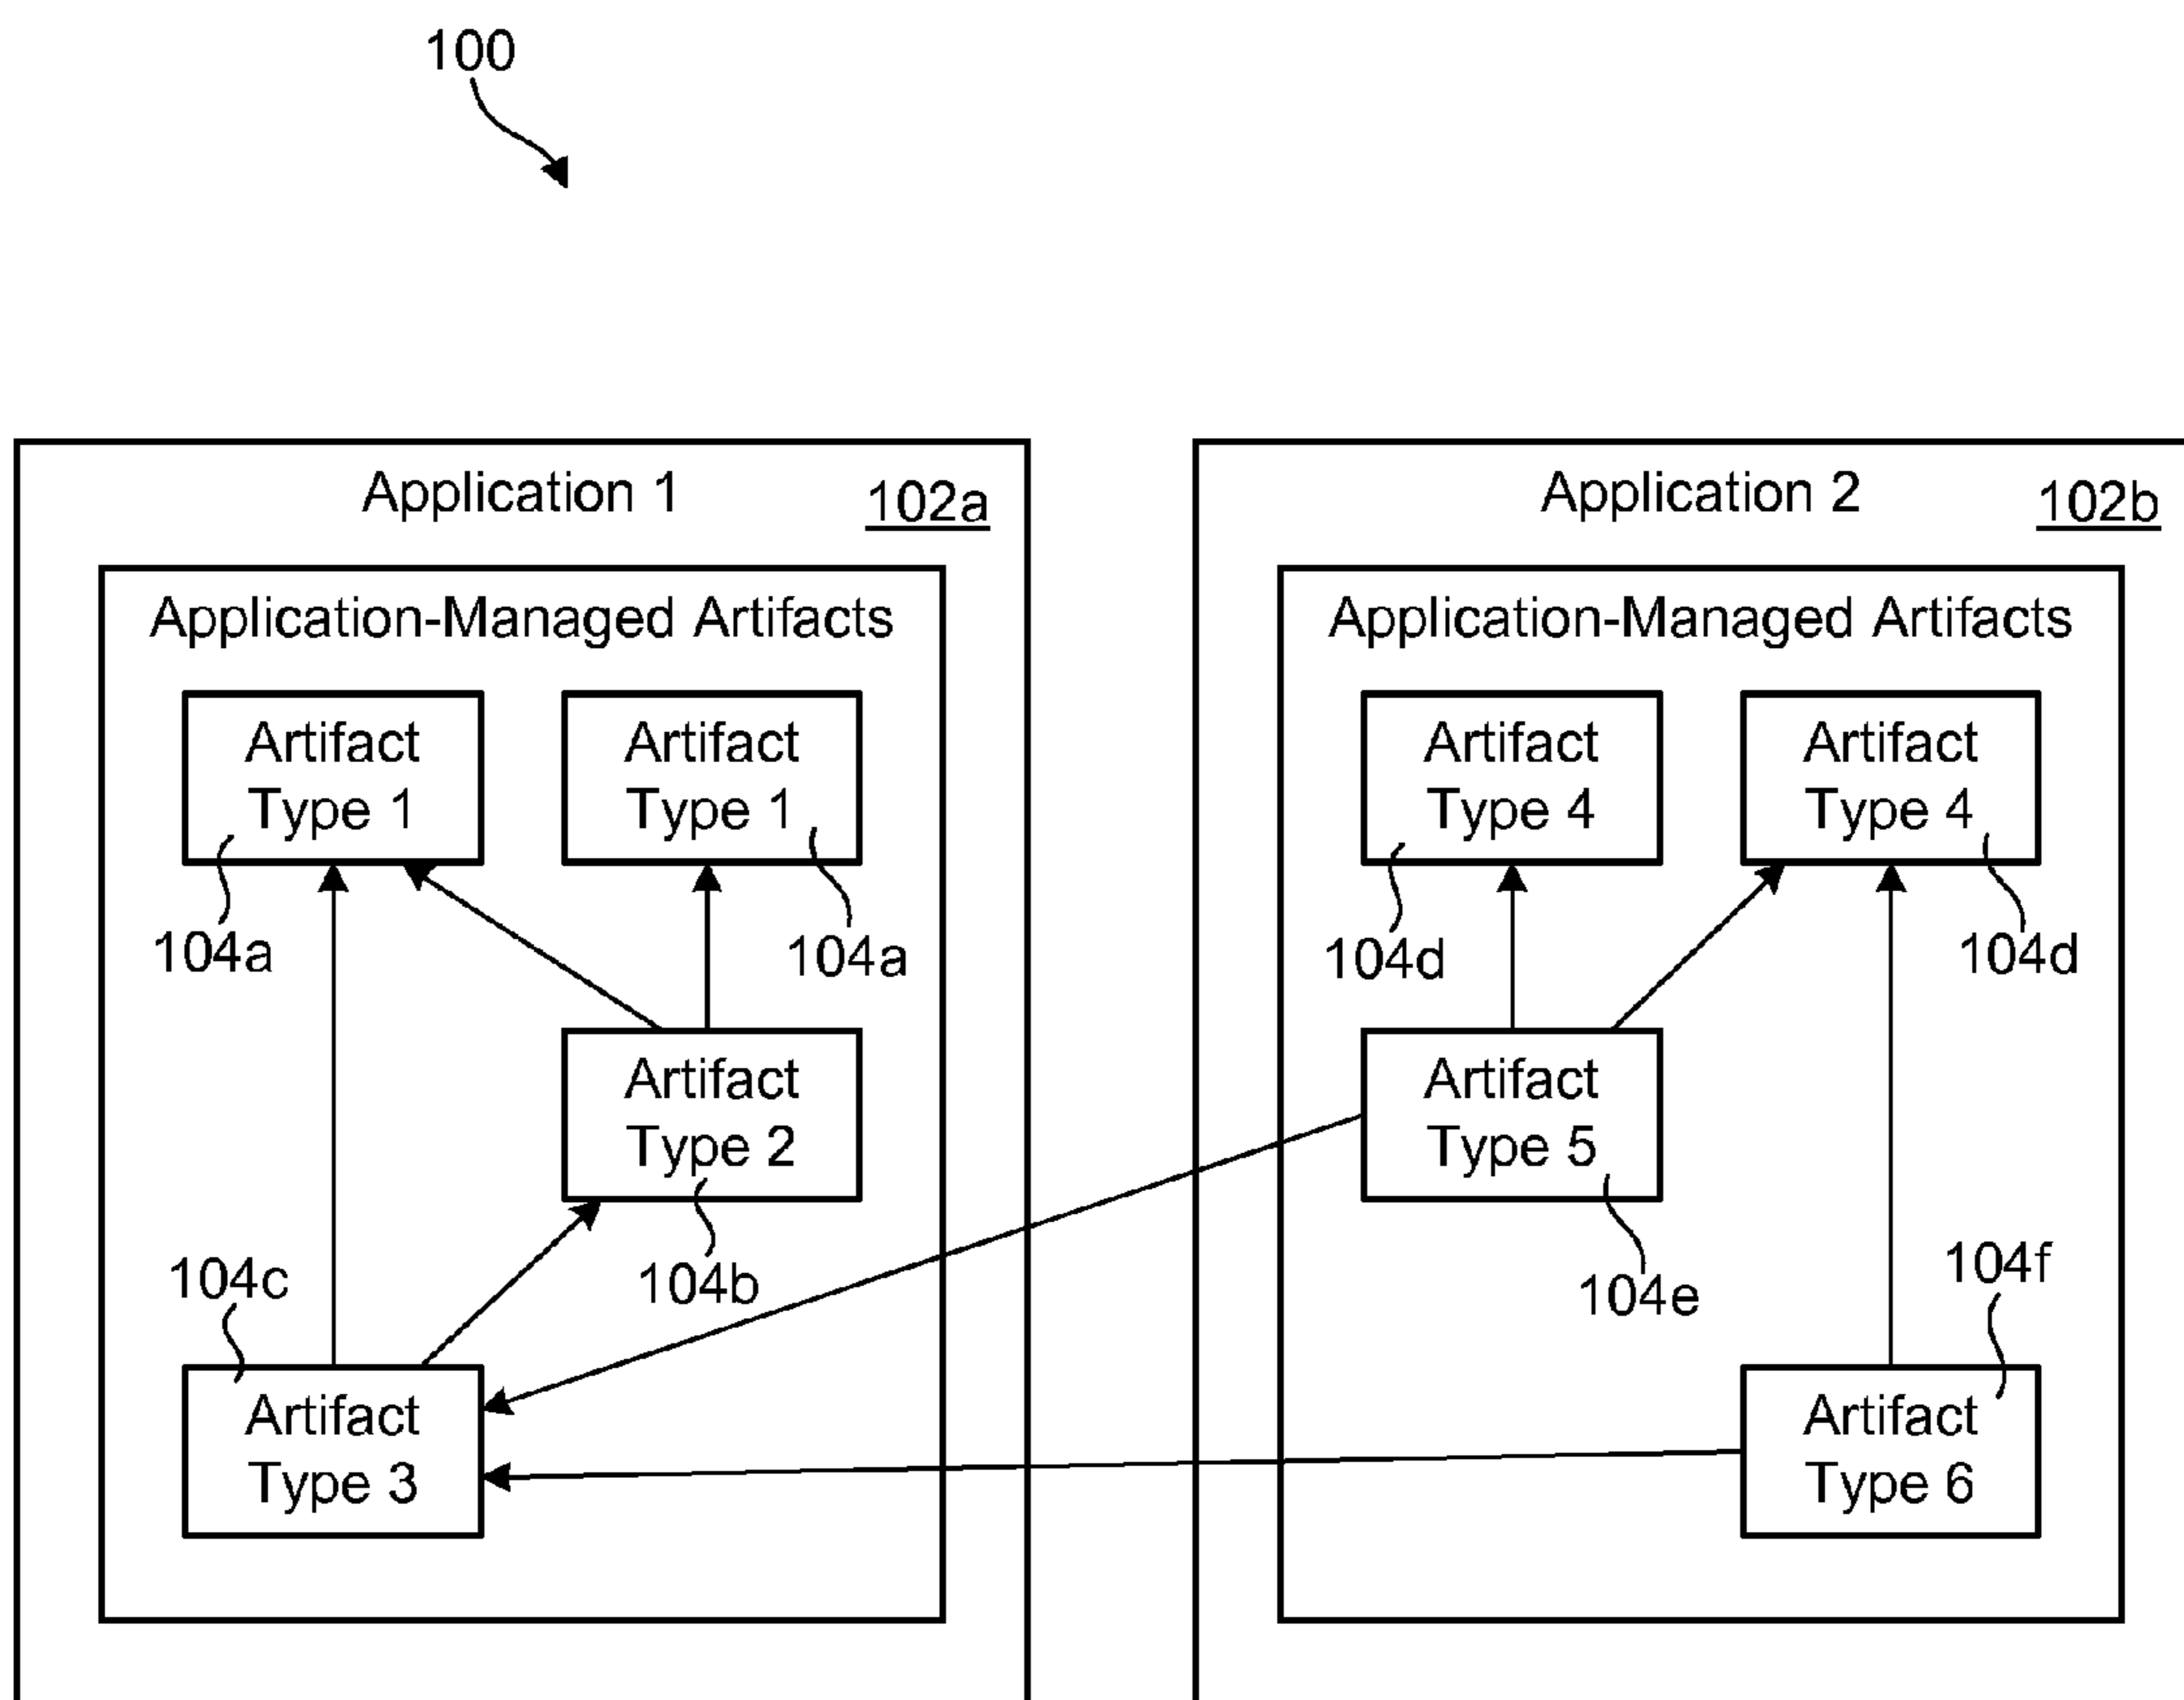 100
Application 1
102a
Application-Managed Artifacts
Artifact
Type 1
Artifact
Type 1
104a
104a
Artifact
Type 2
104b
104c
Artifact
Type 3
Application 2
102b
Application-Managed Artifacts
Artifact
Type 4
Artifact
Type 4
104d
104d
Artifact
Type 5
104e
104f
Artifact
Type 6